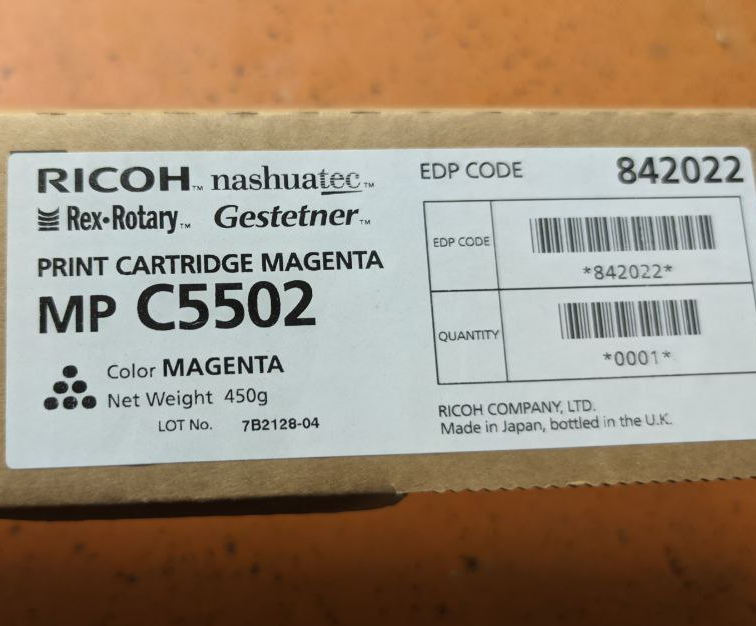 RICOH™ nashuatec™
Rex•Rotary™ Gestetner™
PRINT CARTRIDGE MAGENTA
MP C5502
Color MAGENTA
Net Weight 450g
LOT No. 7B2128-04
EDP CODE 842022
EDP CODE
*842022*
QUANTITY
*0001*
RICOH COMPANY, LTD.
Made in Japan, bottled in the U.K.